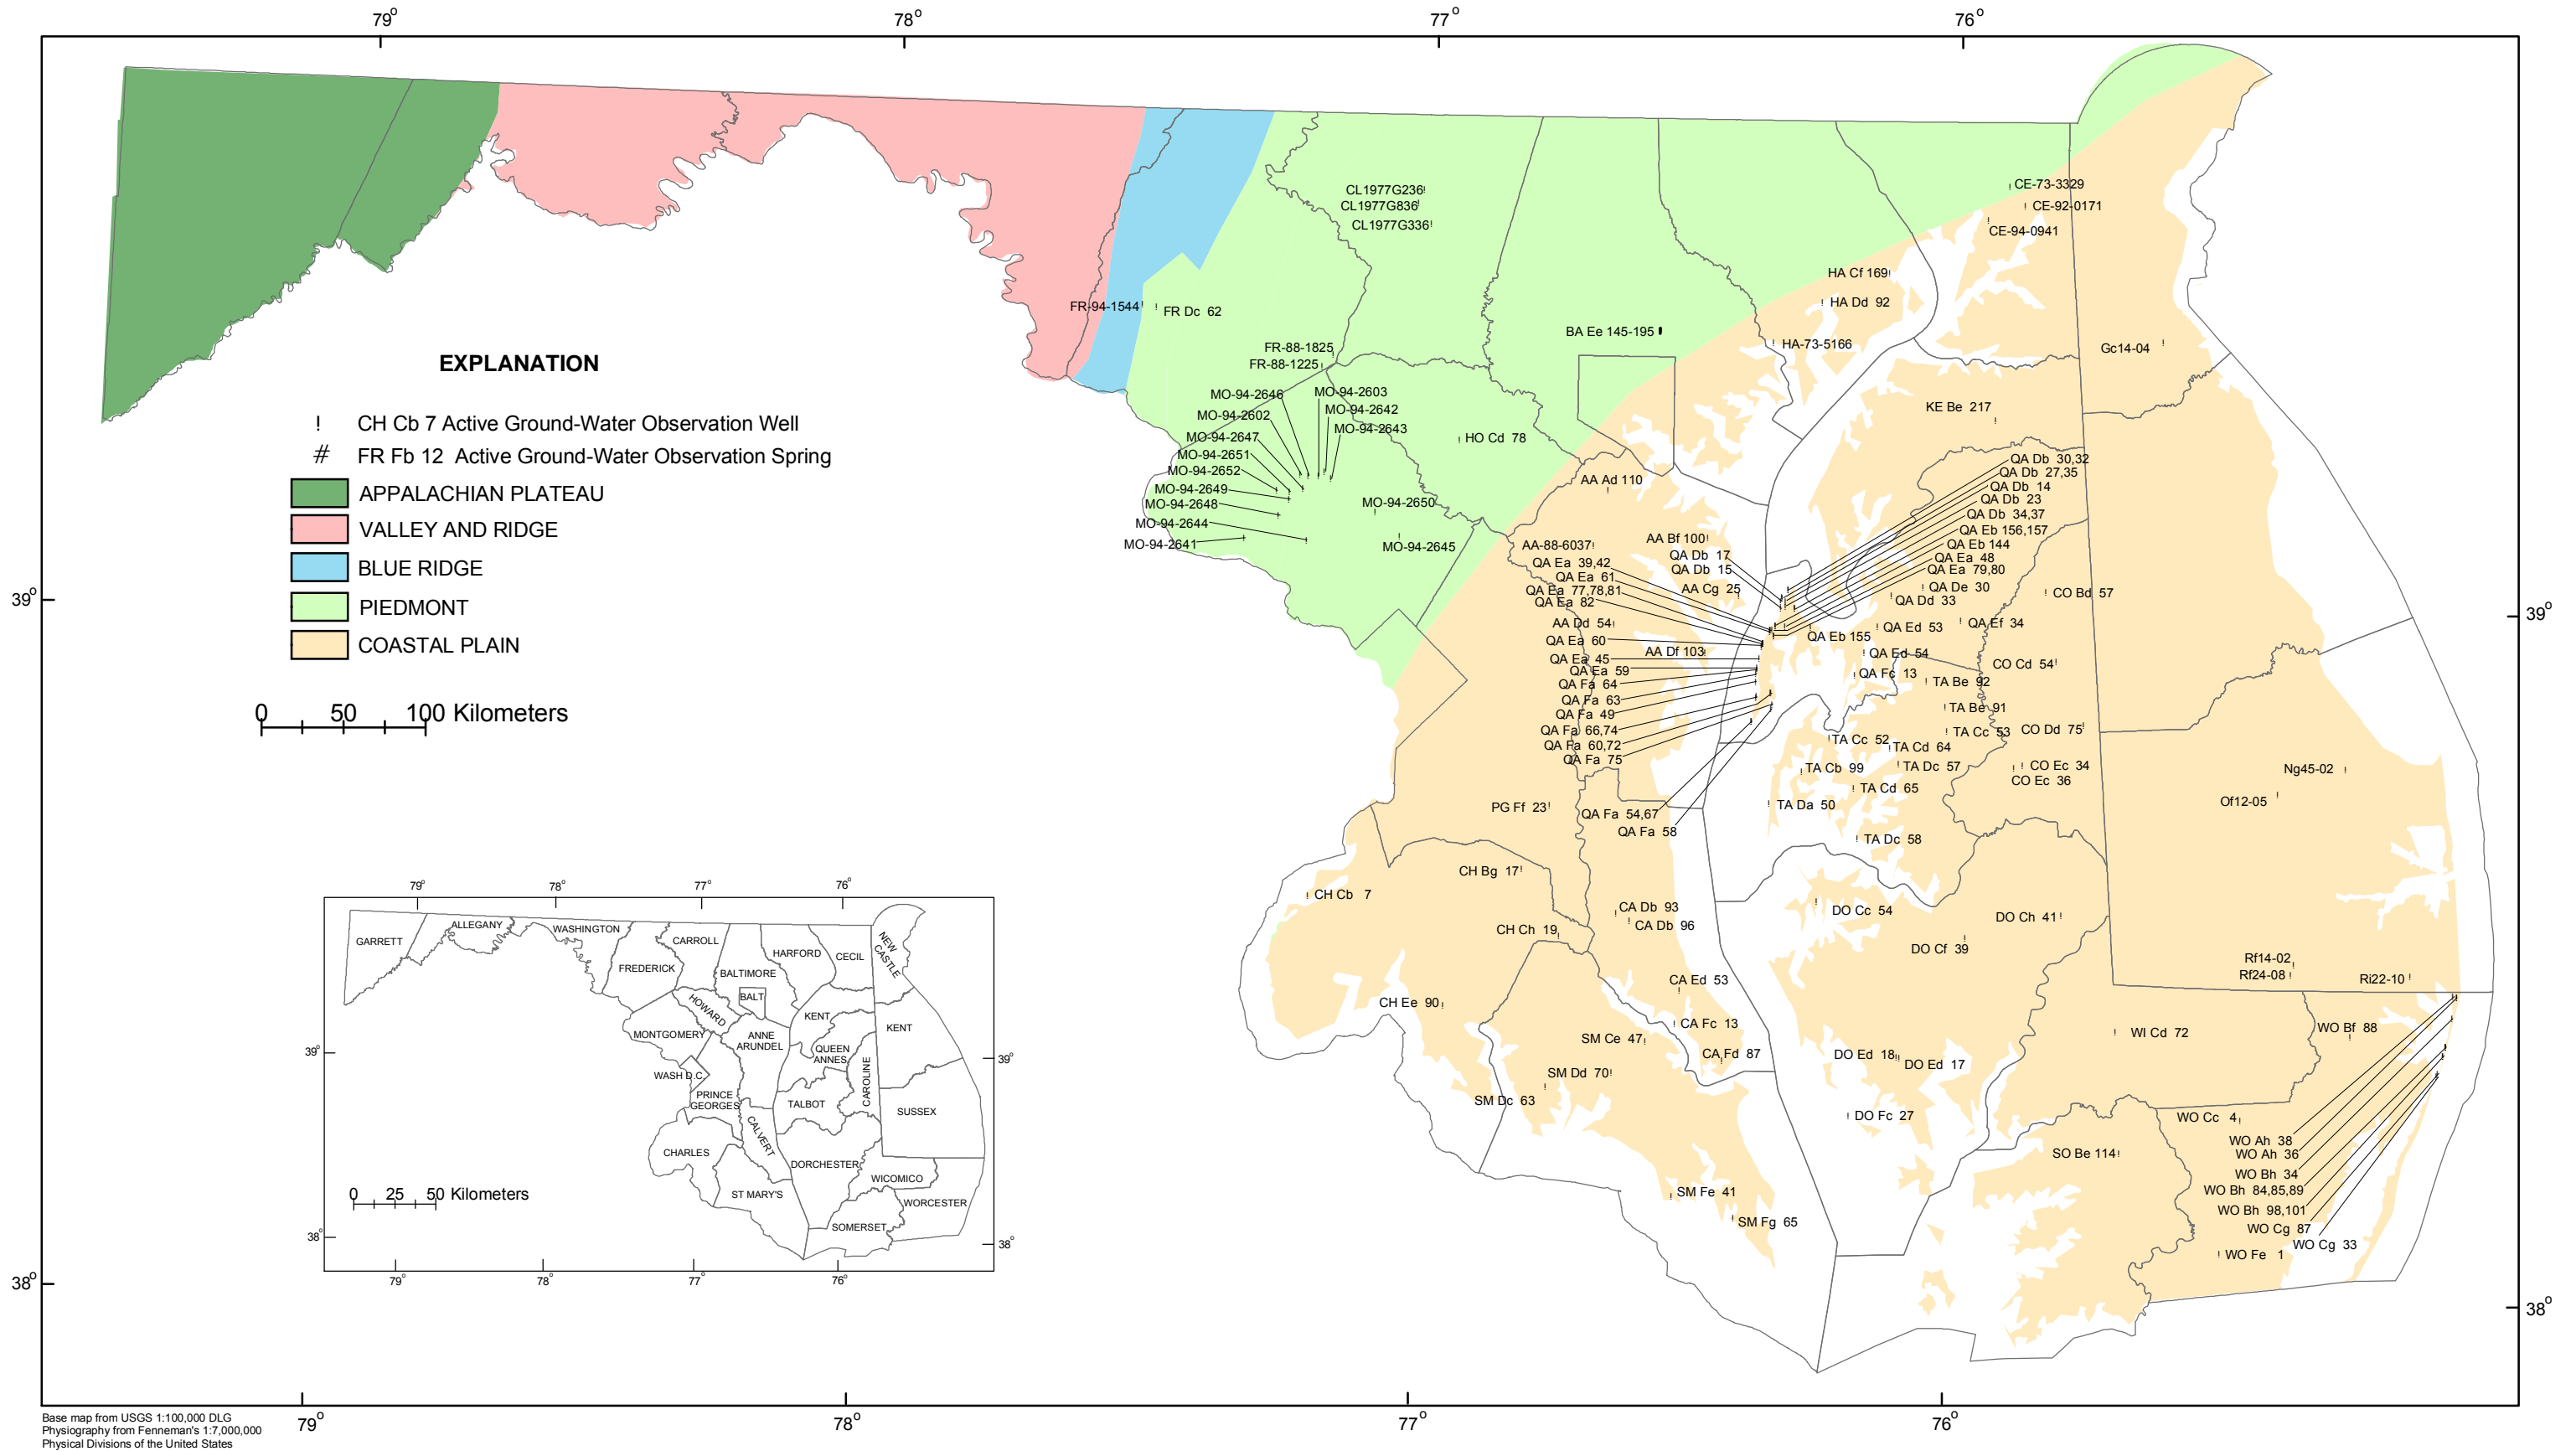 79° 78° 77° 76°
CL1977G236!
CL1977G836!
CL1977G336!
! CE-73-3329
! CE-92-0171
!
CE-94-0941
HA Cf 169!
! HA Dd 92
! HA-73-5166
FR-94-1544!
! FR Dc 62
BA Ee 145-195
FR-88-1825!
FR-88-1225!
Gc14-04 !
KE Be 217
MO-94-2646
MO-94-2602
MO-94-2647
MO-94-2651
MO-94-2652
MO-94-2649
MO-94-2648
MO-94-2644
MO-94-2641
MO-94-2603
MO-94-2642
MO-94-2643
! HO Cd 78
MO-94-2650
MO-94-2645
AA Ad 110
AA Bf 100!
QA Db 17
QA Db 15
AA Cg 25
AA-88-6037!
QA Ea 39,42
QA Ea 61
QA Ea 77,78,81
QA Ea 82
AA Dd 54!
QA Ea 60
AA Df 103!
QA Ea 45
QA Ea 59
QA Fa 64
QA Fa 63
QA Fa 49
QA Fa 66,74
QA Fa 60,72
QA Fa 75
QA Fa 54,67
QA Fa 58
QA Db 30,32
QA Db 27,35
QA Db 14
QA Db 23
QA Db 34,37
QA Eb 156,157
QA Eb 144
QA Ea 48
QA Ea 79,80
! QA De 30
! QA Dd 33
! CO Bd 57
! QA Ed 53
! QA Ef 34
QA Eb 155
! QA Ed 54
CO Cd 54!
! QA Fc 13
! TA Be 92
! TA Be 91
! TA Cc 53
CO Dd 75!
! TA Cc 52
! TA Cd 64
! TA Cb 99
! TA Dc 57
! ! CO Ec 34
CO Ec 36
! TA Cd 65
! TA Da 50
! TA Dc 58
Ng45-02 !
Of12-05 !
PG Ff 23!
CH Bg 17!
! CH Cb 7
CH Ch 19!
CH Ee 90!
! CA Db 93
! CA Db 96
CA Ed 53
! CA Fc 13
CA Fd 87
SM Ce 47!
SM Dd 70!
SM Dc 63
! SM Fe 41
! SM Fg 65
DO Cc 54
DO Ch 41!
DO Cf 39
DO Ed 18!
! DO Ed 17
! DO Fc 27
Rf14-02
Rf24-08 !
Ri22-10 !
! WI Cd 72
WO Bf 88
WO Cc 4!
SO Be 114!
WO Ah 38
WO Ah 36
WO Bh 34
WO Bh 84,85,89
WO Bh 98,101
WO Cg 87
WO Cg 33
! WO Fe 1
39° 39°
38° 38°
79° 78° 77° 76°
EXPLANATION
! CH Cb 7 Active Ground-Water Observation Well
# FR Fb 12 Active Ground-Water Observation Spring
APPALACHIAN PLATEAU
VALLEY AND RIDGE
BLUE RIDGE
PIEDMONT
COASTAL PLAIN
0 50 100 Kilometers
79° 78° 77° 76°
GARRETT
ALLEGANY
WASHINGTON
FREDERICK
CARROLL
BALTIMORE
BALT
HARFORD
CECIL
NEW
CASTLE
HOWARD
MONTGOMERY
ANNE
ARUNDEL
KENT
KENT
QUEEN
ANNES
CAROLINE
WASH D.C.
PRINCE
GEORGES
TALBOT
SUSSEX
CALVERT
CHARLES
DORCHESTER
WICOMICO
ST MARY'S
WORCESTER
SOMERSET
39° 39°
38° 38°
0 25 50 Kilometers
79° 78° 77° 76°
Base map from USGS 1:100,000 DLG
Physiography from Fenneman's 1:7,000,000
Physical Divisions of the United States